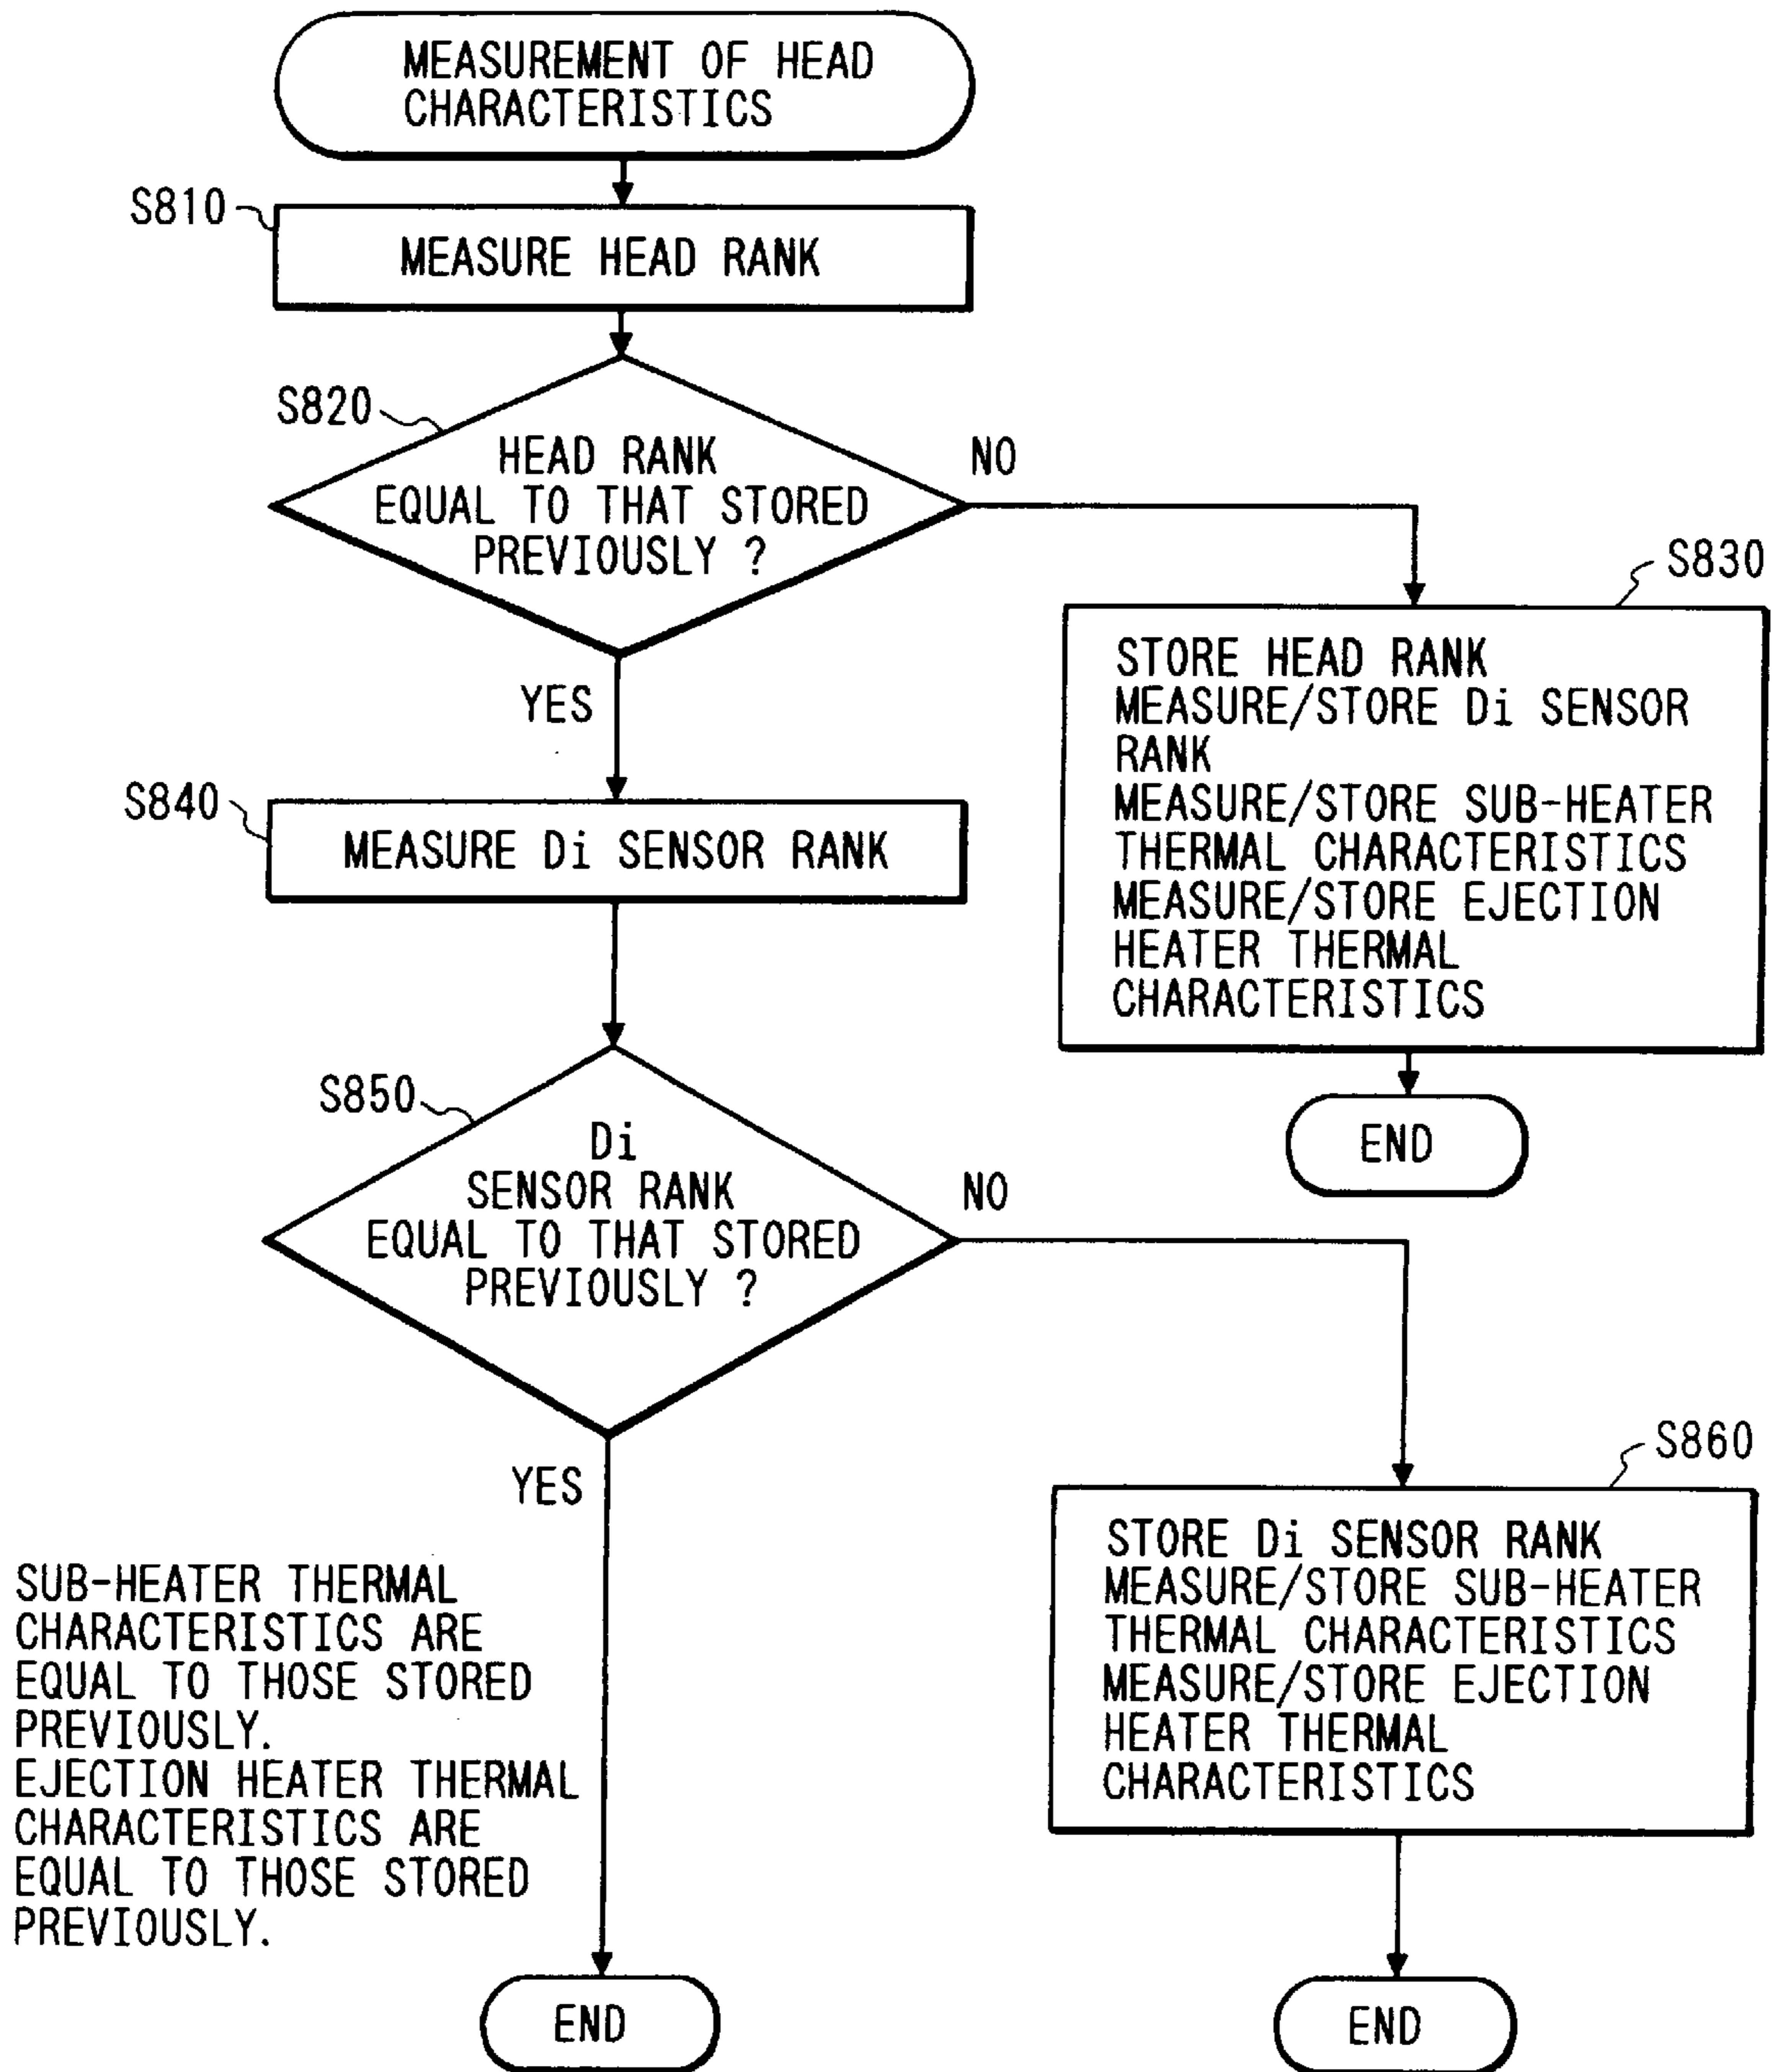 MEASUREMENT OF HEAD
CHARACTERISTICS
S810
MEASURE HEAD RANK
S820
HEAD RANK
EQUAL TO THAT STORED
PREVIOUSLY ?
NO
YES
S830
STORE HEAD RANK
MEASURE/STORE Di SENSOR
RANK
MEASURE/STORE SUB-HEATER
THERMAL CHARACTERISTICS
MEASURE/STORE EJECTION
HEATER THERMAL
CHARACTERISTICS
END
S840
MEASURE Di SENSOR RANK
S850
Di
SENSOR RANK
EQUAL TO THAT STORED
PREVIOUSLY ?
NO
YES
S860
STORE Di SENSOR RANK
MEASURE/STORE SUB-HEATER
THERMAL CHARACTERISTICS
MEASURE/STORE EJECTION
HEATER THERMAL
CHARACTERISTICS
END
SUB-HEATER THERMAL
CHARACTERISTICS ARE
EQUAL TO THOSE STORED
PREVIOUSLY.
EJECTION HEATER THERMAL
CHARACTERISTICS ARE
EQUAL TO THOSE STORED
PREVIOUSLY.
END